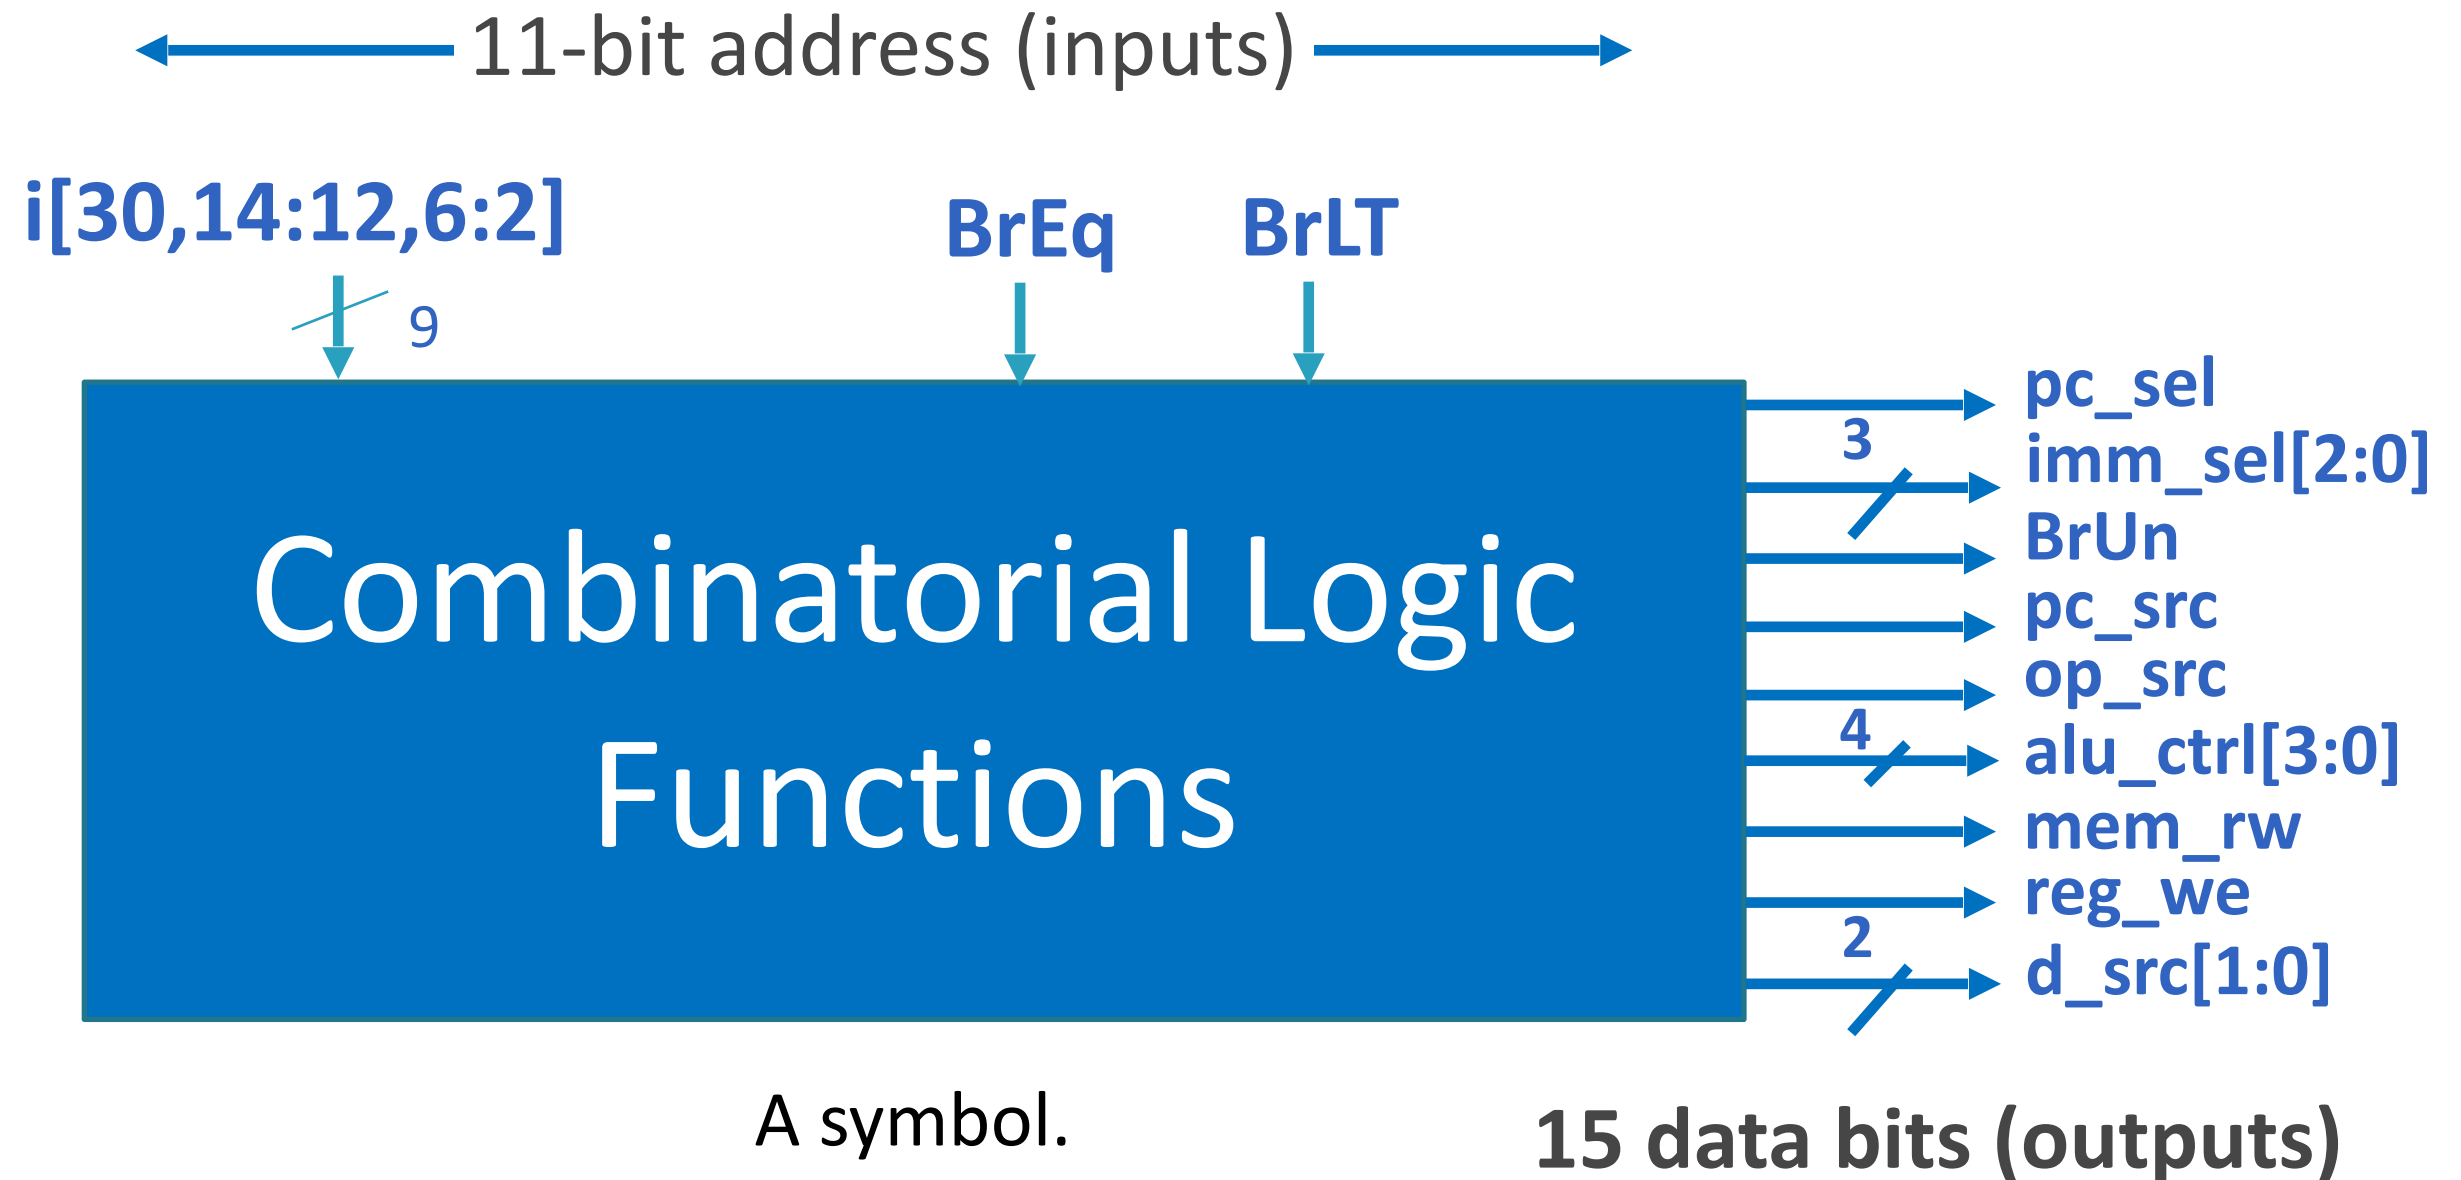 11-bit address (inputs)
i[30,14:12,6:2]
BrEq
BrLT
9
pc_sel
3
imm_sel[2:0]
BrUn
Combinatorial Logic
Functions
pc_src
op_src
4
alu_ctrl[3:0]
mem_rw
reg_we
2
d_src[1:0]
A symbol.
15 data bits (outputs)